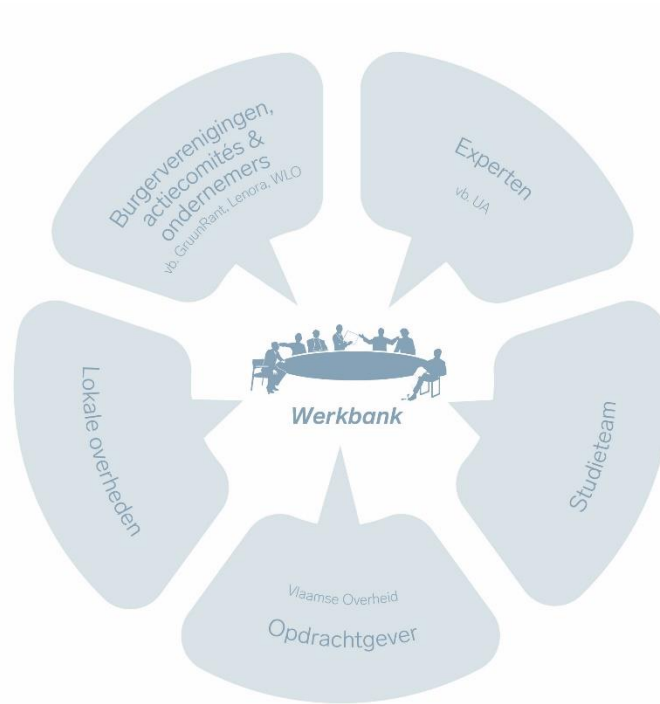 Burgerverenigingen,
actiecomités &
ondernemers
vb. GruunRant, Lenora, WLO
Experten
vb. UA
Lokale overheden
Werkbank
Studieteam
Vlaamse Overheid
Opdrachtgever